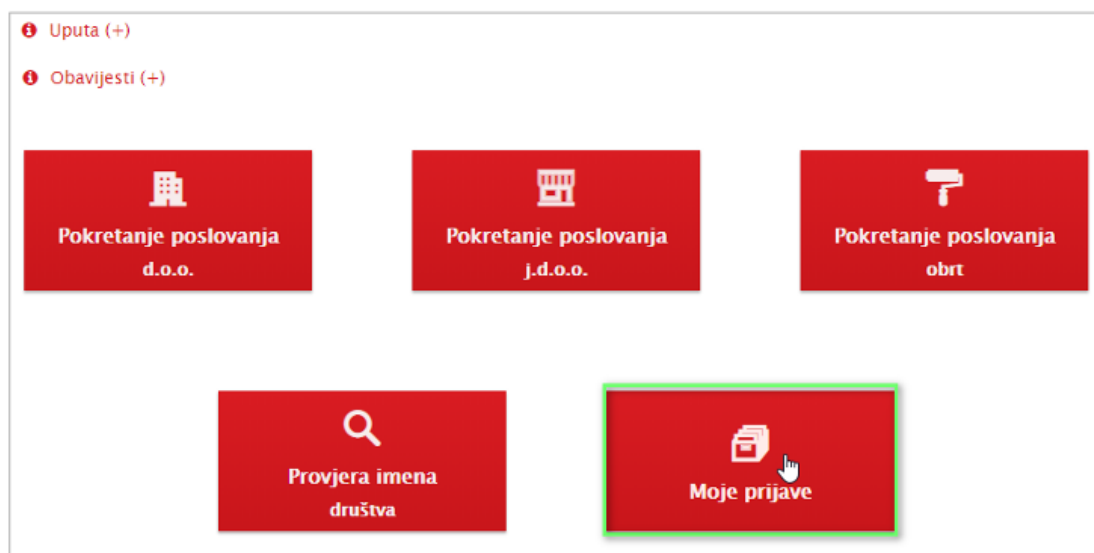 Uputa (+)
Obavijesti (+)
Pokretanje poslovanja
d.o.o.
Pokretanje poslovanja
j.d.o.o.
Pokretanje poslovanja
obrt
Provjera imena
društva
Moje prijave